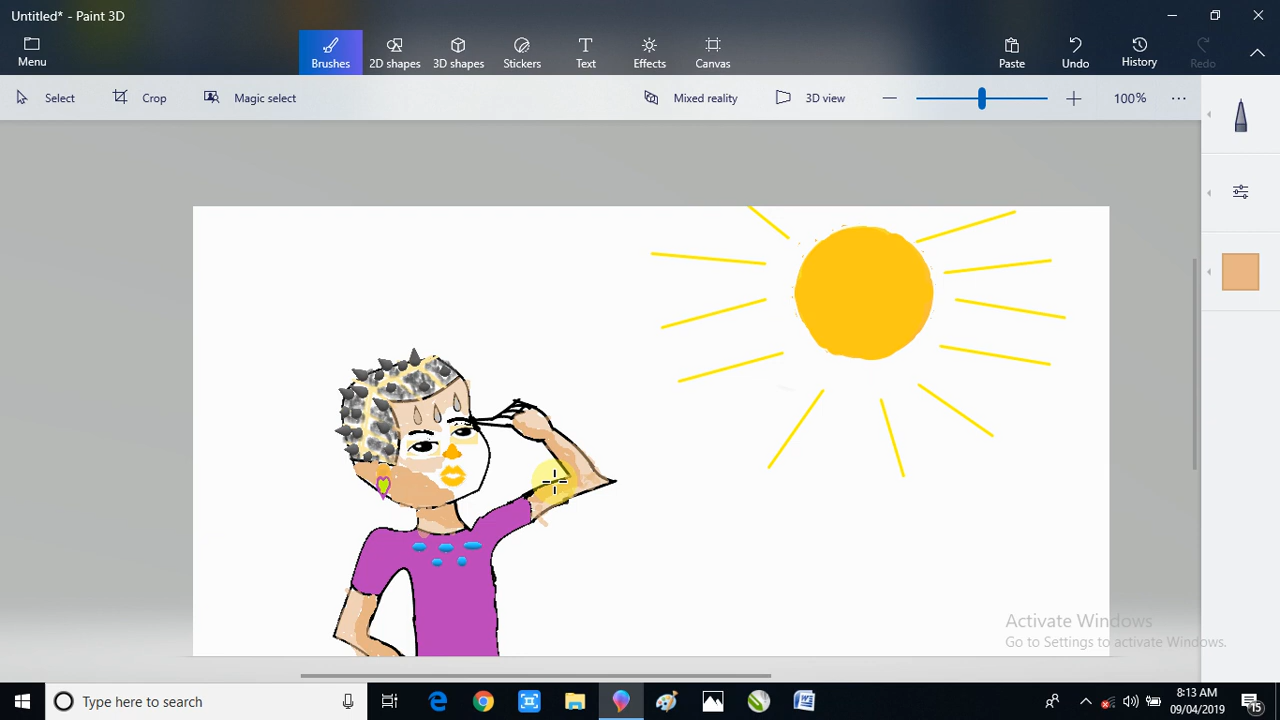 Untitled* - Paint 3D
Menu
Brushes
2D shapes
3D shapes
Stickers
Text
Effects
Canvas
Paste
Undo
History
Redo
Select
Crop
Magic select
Mixed reality
3D view
100%
Activate Windows
Go to Settings to activate Windows.
Type here to search
8:13 AM
09/04/2019
15